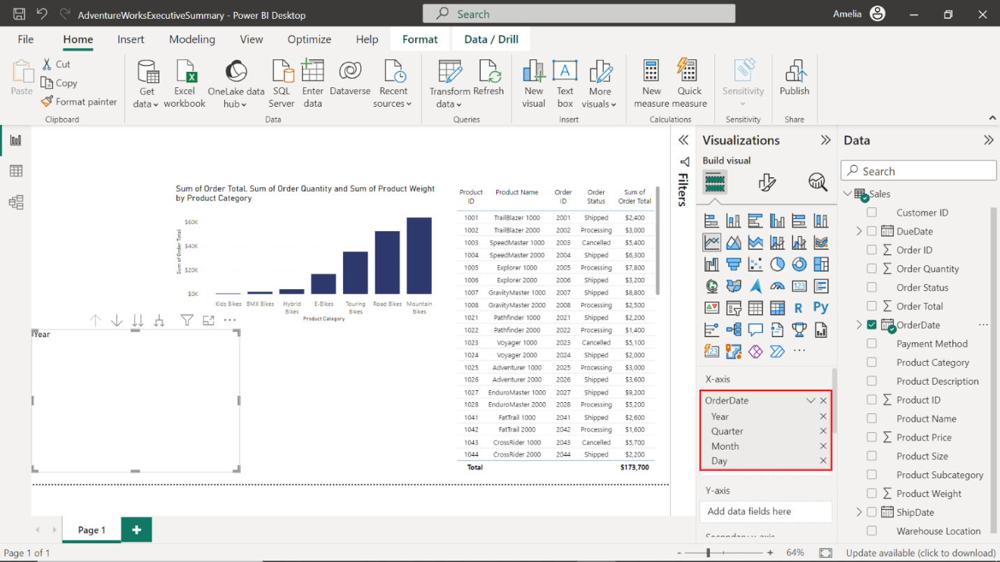 AdventureWorksExecutiveSummary - Power BI Desktop
Search
Amelia
File Home Insert Modeling View Optimize Help Format Data / Drill
Paste
Cut
Copy
Format painter
Clipboard
Get data
Excel workbook
OneLake data hub
SQL Server
Enter data
Dataverse
Recent sources
Data
Transform data
Refresh
Queries
New visual
A
Text box
More visuals
Insert
New measure
Quick measure
Calculations
Sensitivity
Sensitivity
Publish
Share
Sum of Order Total, Sum of Order Quantity and Sum of Product Weight
by Product Category
Sum of Order Total
$60K
$40K
$20K
$0K
Kids Bikes BMX Bikes Hybrid Bikes E-Bikes Touring Bikes Road Bikes Mountain Bikes
Product Category
Year
Product ID Product Name Order ID Order Status Sum of Order Total
1001 TrailBlazer 1000 2001 Shipped $2,400
1002 TrailBlazer 2000 2002 Processing $3,000
1003 SpeedMaster 1000 2003 Cancelled $5,400
1004 SpeedMaster 2000 2004 Shipped $6,300
1005 Explorer 1000 2005 Processing $7,800
1006 Explorer 2000 2006 Shipped $3,200
1007 GravityMaster 1000 2007 Shipped $8,800
1008 GravityMaster 2000 2008 Processing $2,500
1021 Pathfinder 1000 2021 Shipped $2,200
1022 Pathfinder 2000 2022 Processing $1,400
1023 Voyager 1000 2023 Cancelled $5,100
1024 Voyager 2000 2024 Shipped $2,000
1025 Adventurer 1000 2025 Processing $3,000
1026 Adventurer 2000 2026 Shipped $3,600
1027 EnduroMaster 1000 2027 Shipped $9,200
1028 EnduroMaster 2000 2028 Processing $5,200
1041 FatTrail 1000 2041 Shipped $2,600
1042 FatTrail 2000 2042 Processing $1,600
1043 CrossRider 1000 2043 Cancelled $5,700
1044 CrossRider 2000 2044 Shipped $2,200
Total $173,700
Filters
Visualizations
Build visual
123
R
Py
123
X-axis
OrderDate
Year
Quarter
Month
Day
Y-axis
Add data fields here
Data
Search
Sales
Customer ID
DueDate
Order ID
Order Quantity
Order Status
Order Total
OrderDate
Payment Method
Product Category
Product Description
Product ID
Product Name
Product Price
Product Size
Product Subcategory
Product Weight
ShipDate
Warehouse Location
Page 1
Page 1 of 1
64%
Update available (click to download)